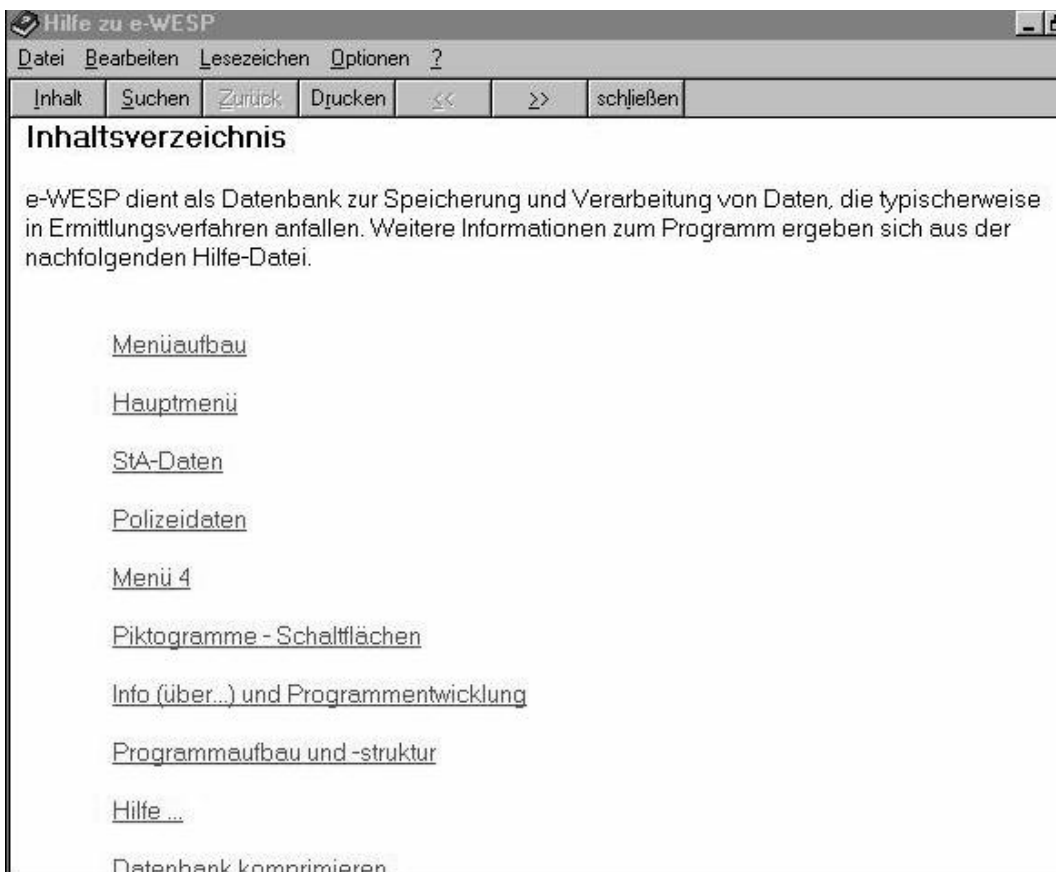 Hilfe zu e-WESP
Datei Bearbeiten Lesezeichen Optionen ?
Inhalt Suchen Zurück Drucken << >> schließen
Inhaltsverzeichnis
e-WESP dient als Datenbank zur Speicherung und Verarbeitung von Daten, die typischerweise
in Ermittlungsverfahren anfallen. Weitere Informationen zum Programm ergeben sich aus der
nachfolgenden Hilfe-Datei.
Menüaufbau
Hauptmenü
StA-Daten
Polizeidaten
Menü 4
Piktogramme - Schaltflächen
Info (über...) und Programmentwicklung
Programmaufbau und -struktur
Hilfe ...
Datenbank komprimieren